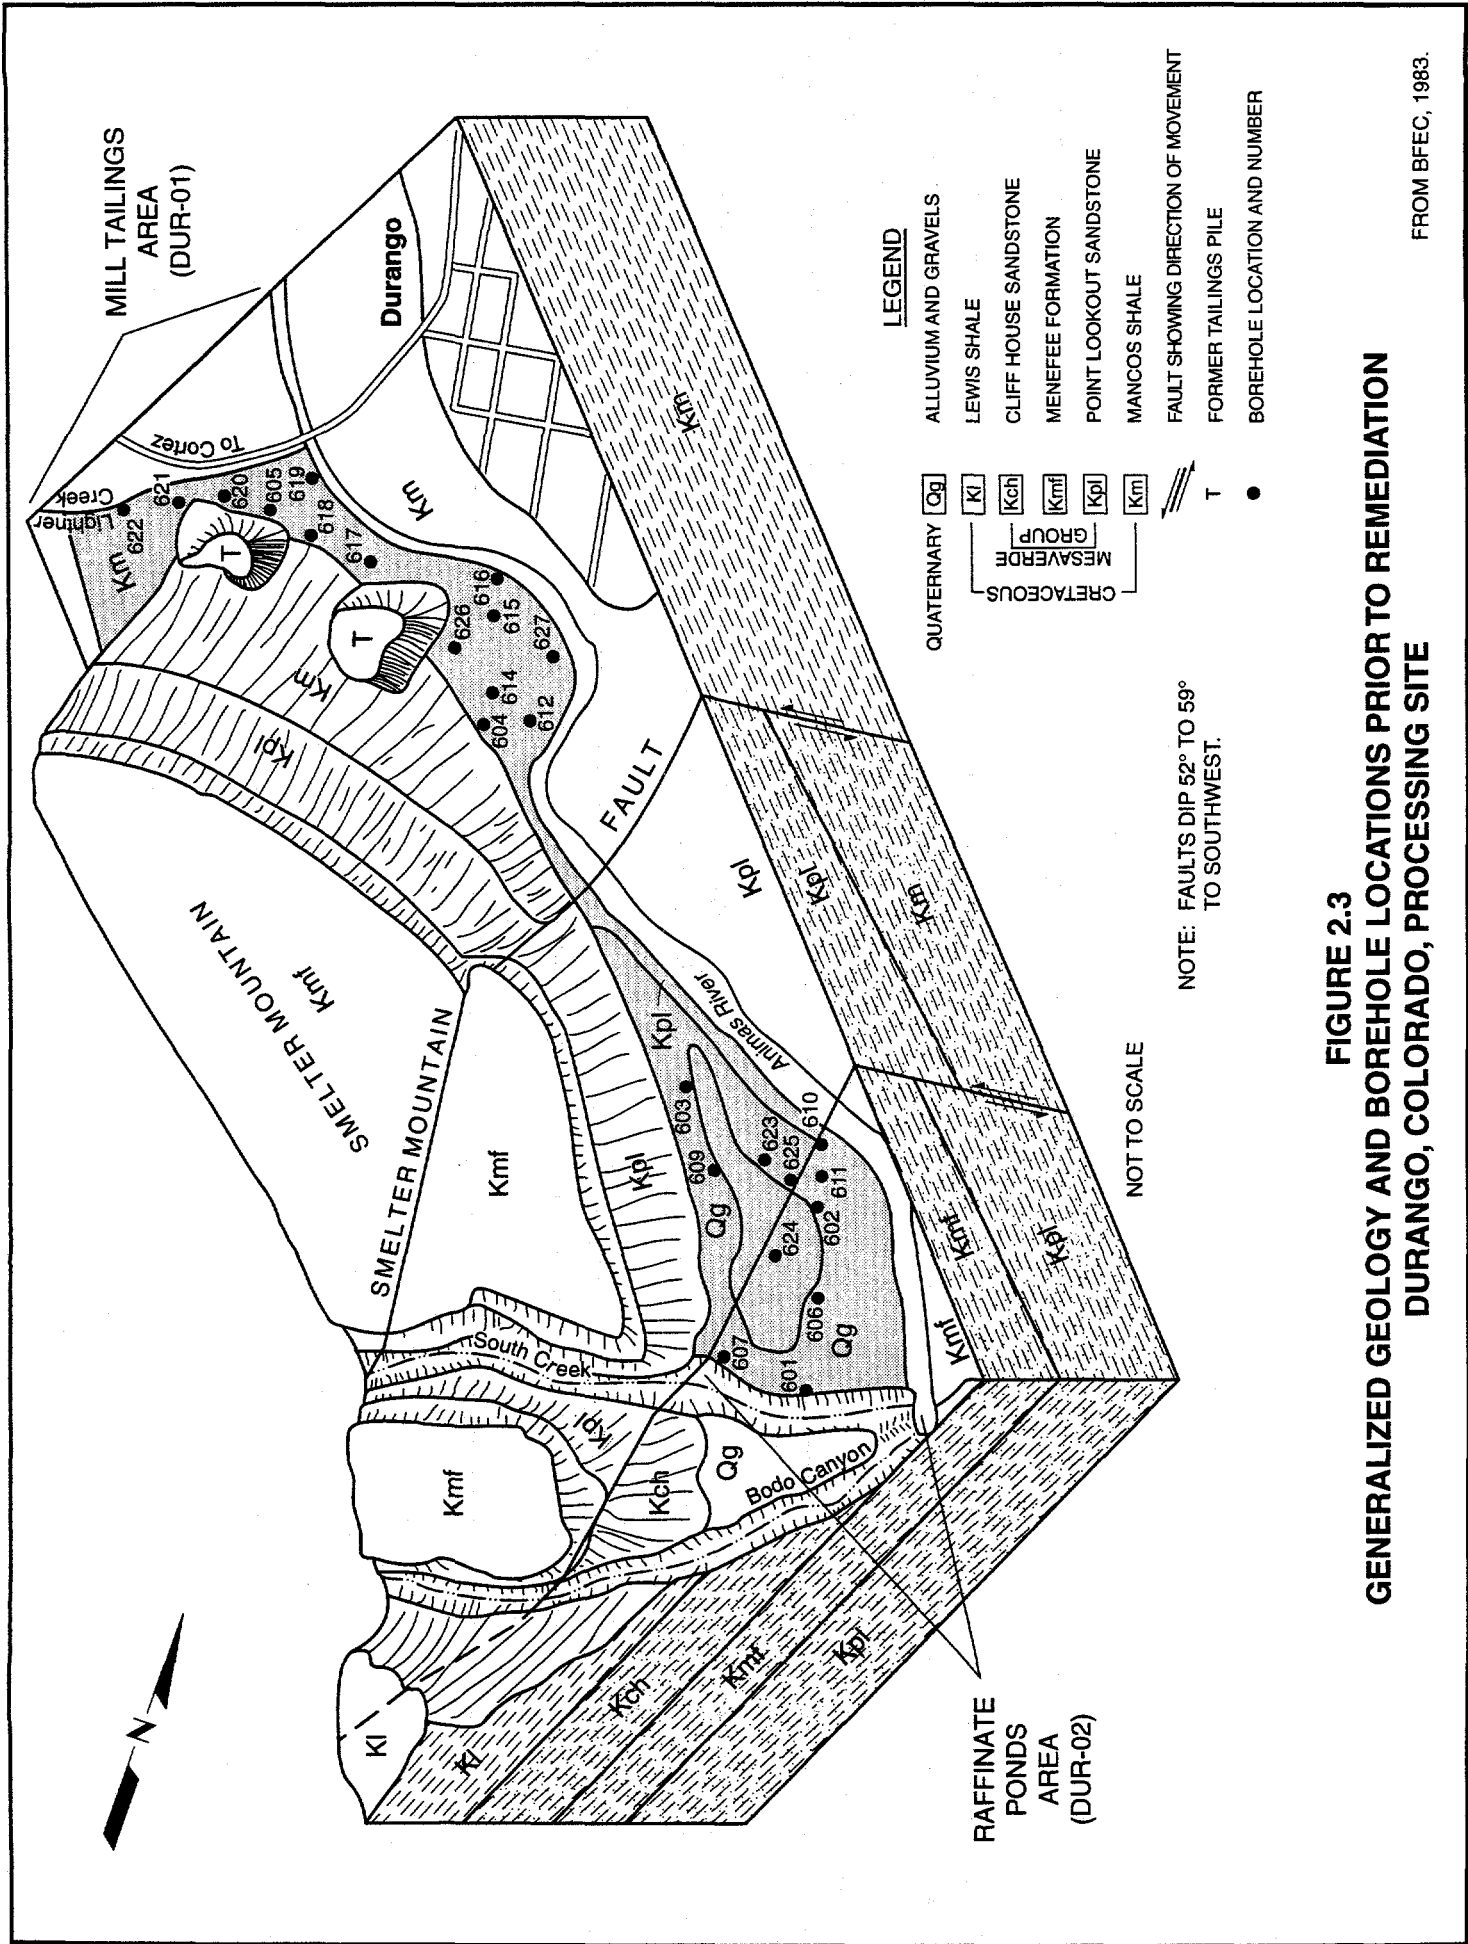 MILL TAILINGS
AREA
(DUR-01)
Lightner
Creek
To Cortez
Durango
Km
622
621
620
605
619
618
617
T
T
616
615
626
627
614
604
612
Km
Km
Kpl
SMELTER MOUNTAIN
Kmf
SMELTER MOUNTAIN
FAULT
Kmf
Kpl
Kpl
Kpl
Animas River
603
609
Qg
623
625
610
611
602
624
606
607
601
Qg
South Creek
Kpl
Kmf
Kch
Qg
Bodo Canyon
Kmf
Kl
N
Kl
Kch
Kmf
Kpl
Kmf
Kpl
Kpl
Km
Km
RAFFINATE
PONDS
AREA
(DUR-02)
LEGEND
QUATERNARY
CRETACEOUS
MESAVERDE
GROUP
Qg ALLUVIUM AND GRAVELS
Kl LEWIS SHALE
Kch CLIFF HOUSE SANDSTONE
Kmf MENEFEE FORMATION
Kpl POINT LOOKOUT SANDSTONE
Km MANCOS SHALE
FAULT SHOWING DIRECTION OF MOVEMENT
T FORMER TAILINGS PILE
BOREHOLE LOCATION AND NUMBER
NOTE: FAULTS DIP 52° TO 59°
TO SOUTHWEST.
NOT TO SCALE
FROM BFEC, 1983.
FIGURE 2.3
GENERALIZED GEOLOGY AND BOREHOLE LOCATIONS PRIOR TO REMEDIATION
DURANGO, COLORADO, PROCESSING SITE